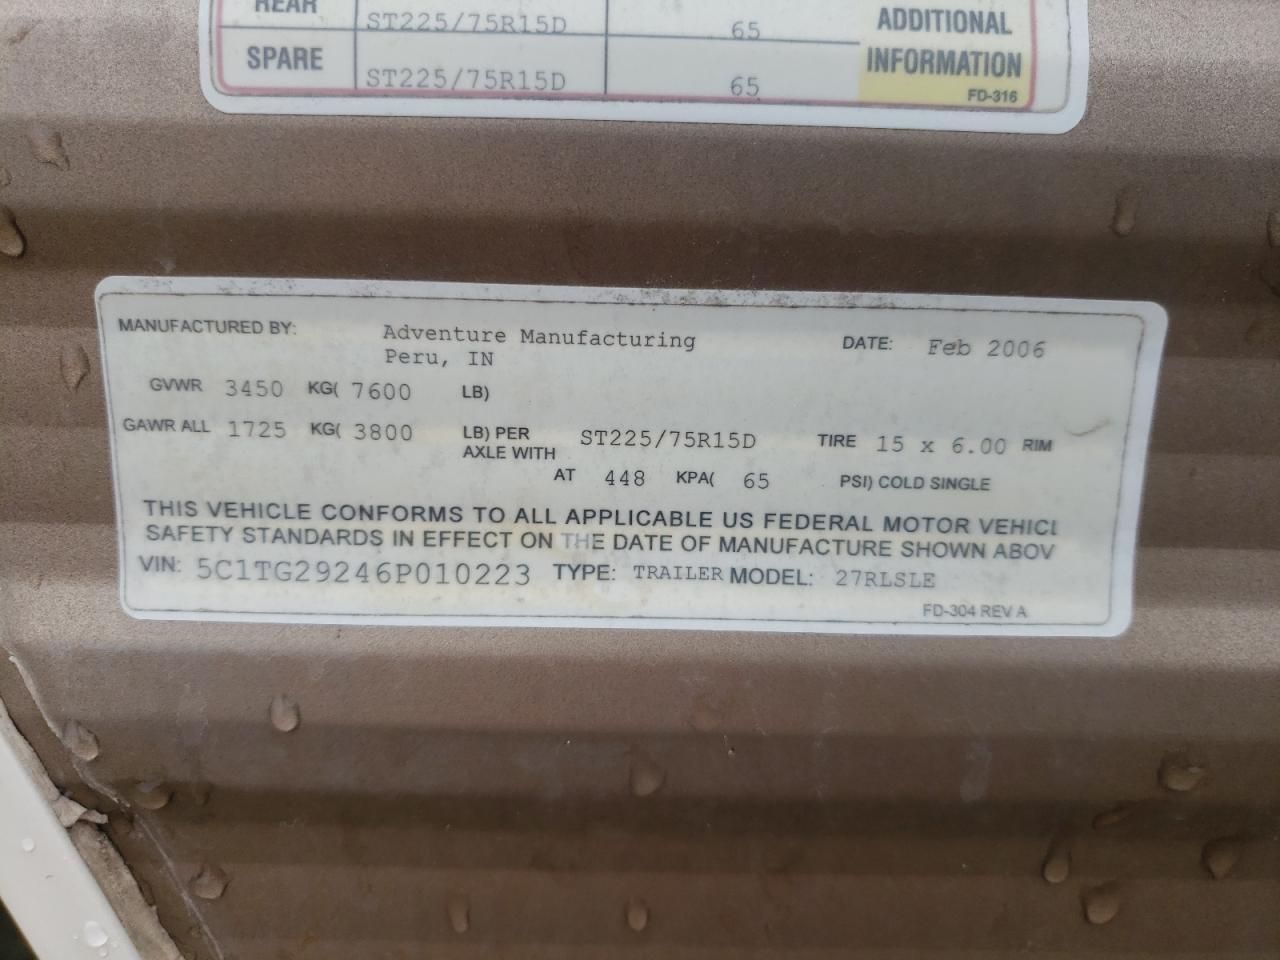 REAR ST225/75R15D 65 ADDITIONAL
SPARE ST225/75R15D 65 INFORMATION
FD-316
MANUFACTURED BY: Adventure Manufacturing DATE: Feb 2006
Peru, IN
GVWR 3450 KG( 7600 LB)
GAWR ALL 1725 KG( 3800 LB) PER AXLE WITH ST225/75R15D TIRE 15 x 6.00 RIM
AT 448 KPA( 65 PSI) COLD SINGLE
THIS VEHICLE CONFORMS TO ALL APPLICABLE US FEDERAL MOTOR VEHICL
SAFETY STANDARDS IN EFFECT ON THE DATE OF MANUFACTURE SHOWN ABOV
VIN: 5C1TG29246P010223 TYPE: TRAILER MODEL: 27RLSLE
FD-304 REV A